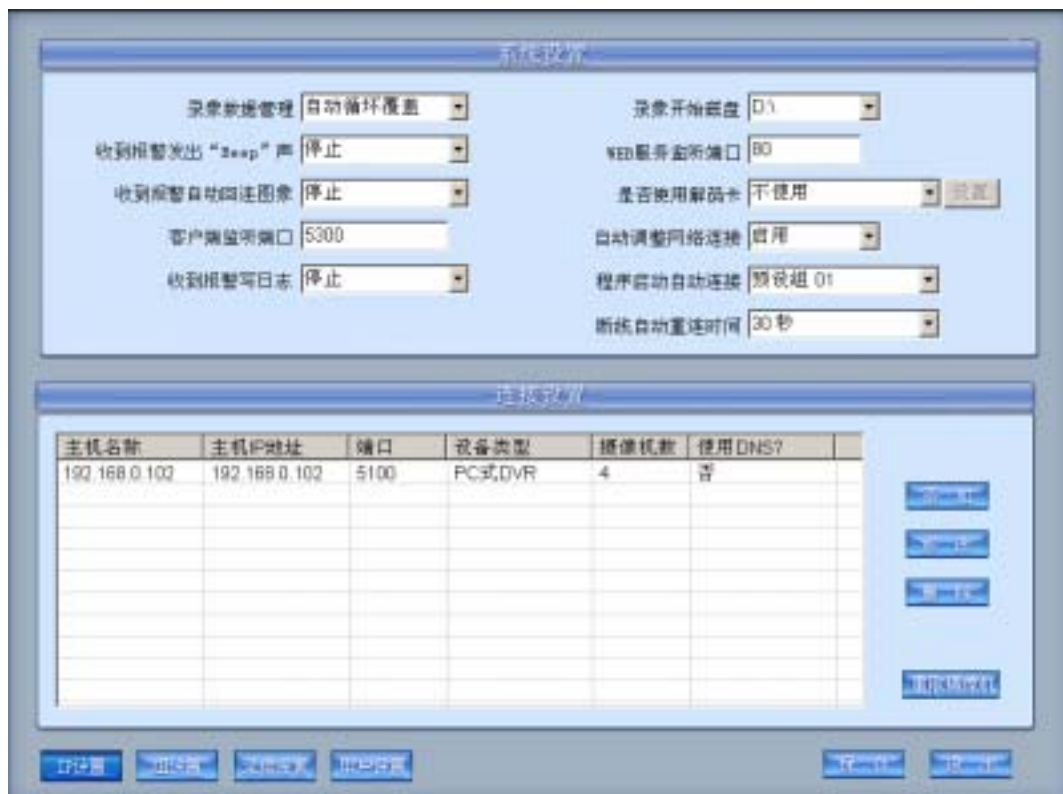 系统设置
录像数据管理 自动循环覆盖 录像开始磁盘 D:\
收到报警发出“Beep”声 停止 WEB服务监听端口 80
收到报警自动回连图象 停止 是否使用解码卡 不使用 设置
客户端监听端口 5300 自动调整网络连接 启用
收到报警写日志 停止 程序启动自动连接 预设组 01
断线自动重连时间 30 秒
连接设置
主机名称 主机IP地址 端口 设备类型 摄像机数 使用DNS?
192.168.0.102 192.168.0.102 5100 PC式DVR 4 否
IP设置